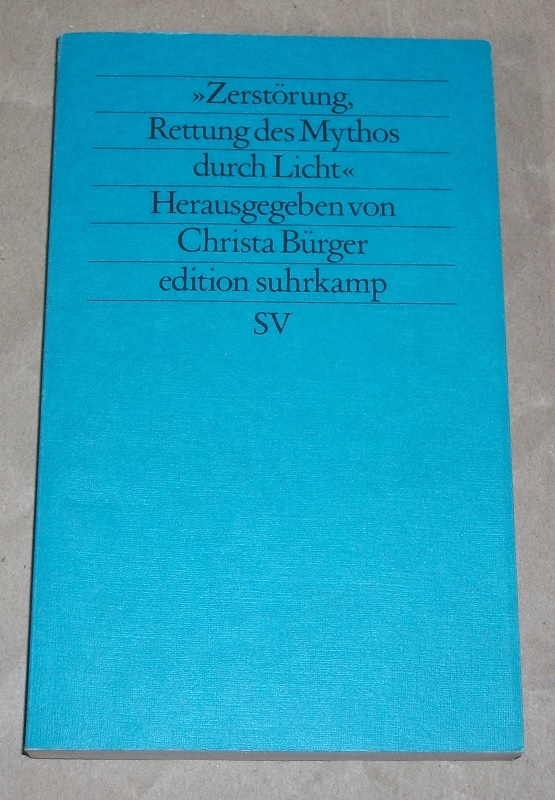 »Zerstörung,
Rettung des Mythos
durch Licht«
Herausgegeben von
Christa Bürger
edition suhrkamp
SV